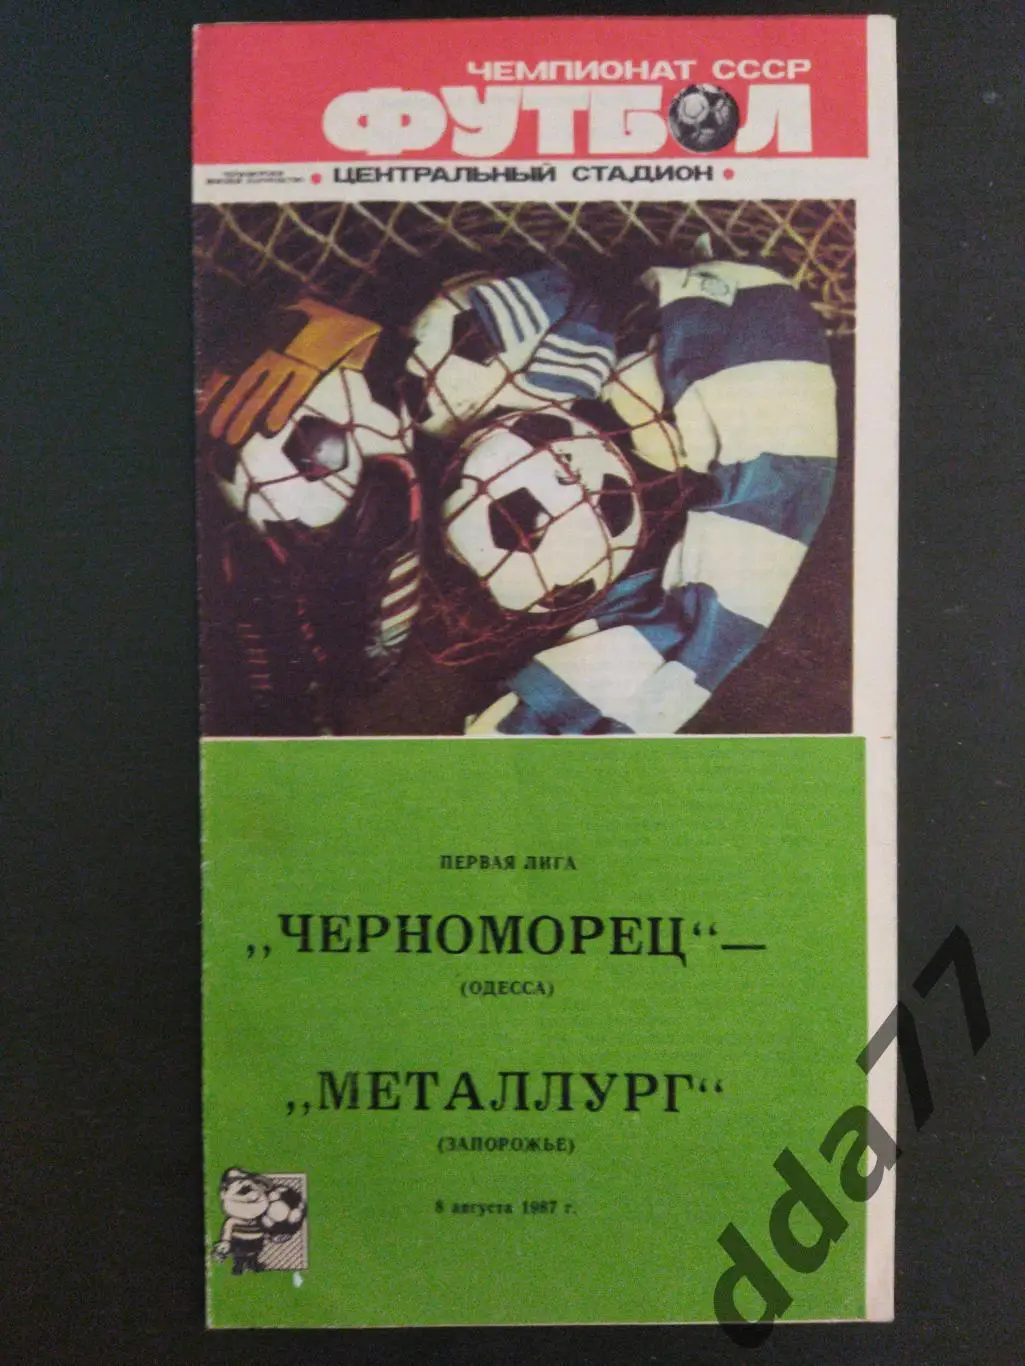 ЧЕМПИОНАТ СССР
ФУТБОЛ
• ЦЕНТРАЛЬНЫЙ СТАДИОН •
ПЕРВАЯ ЛИГА
„ЧЕРНОМОРЕЦ“ —
(ОДЕССА)
„МЕТАЛЛУРГ“
(ЗАПОРОЖЬЕ)
8 августа 1987 г.
dda77